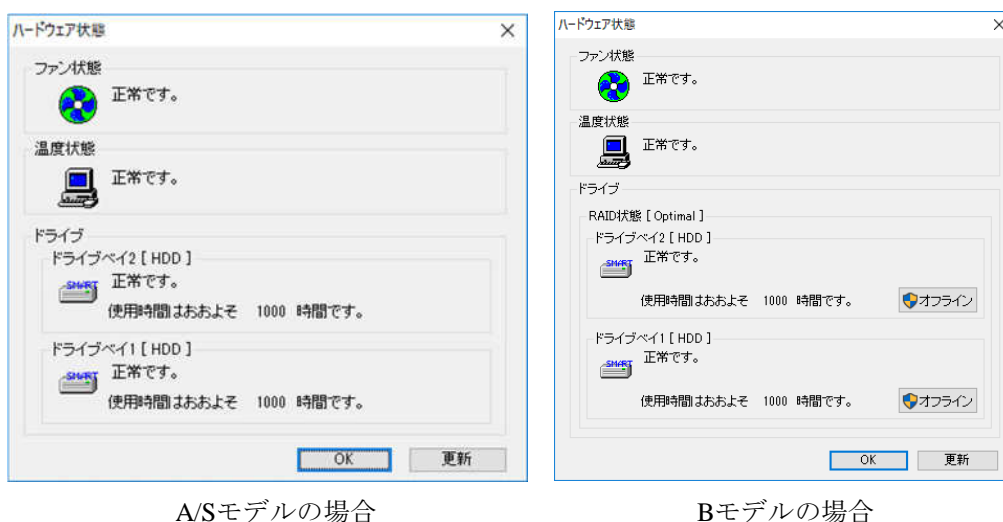 ハードウェア状態
ファン状態
正常です。
温度状態
正常です。
ドライブ
ドライブベイ2 [ HDD ]
SMART
正常です。
使用時間はおおよそ 1000 時間です。
ドライブベイ1 [ HDD ]
SMART
正常です。
使用時間はおおよそ 1000 時間です。
OK 更新
A/Sモデルの場合
ハードウェア状態
ファン状態
正常です。
温度状態
正常です。
ドライブ
RAID状態 [ Optimal ]
ドライブベイ2 [ HDD ]
SMART
正常です。
使用時間はおおよそ 1000 時間です。 オフライン
ドライブベイ1 [ HDD ]
SMART
正常です。
使用時間はおおよそ 1000 時間です。 オフライン
OK 更新
Bモデルの場合